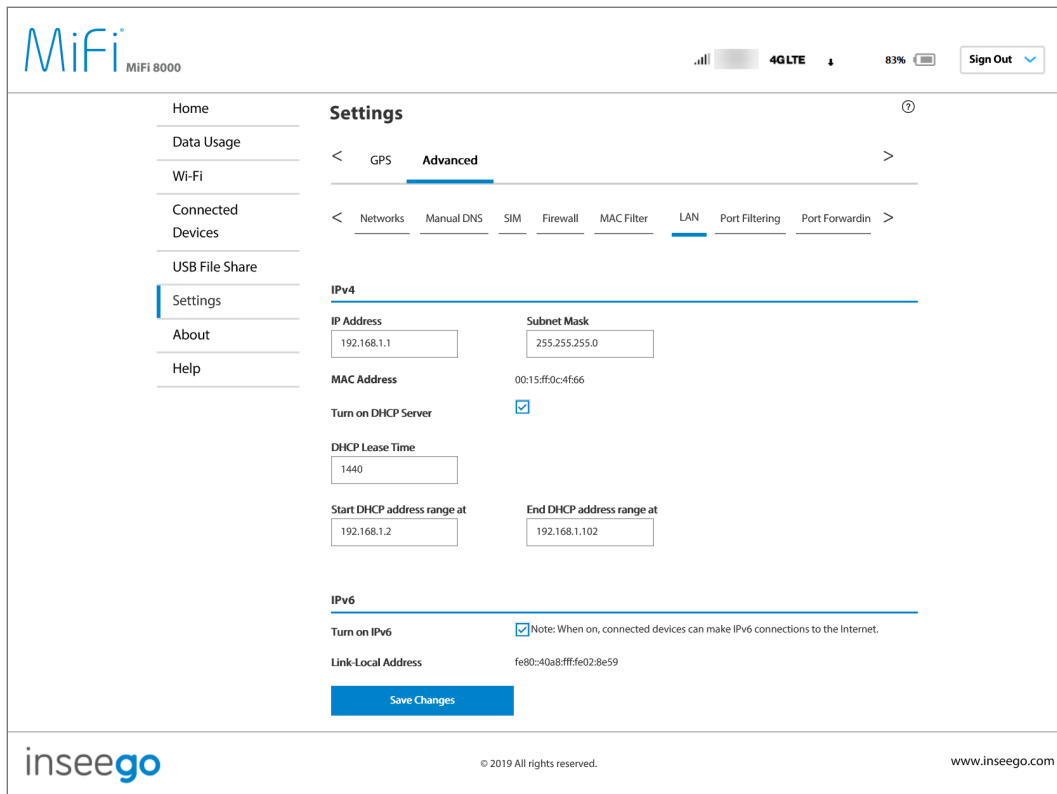 MiFi MiFi 8000
4G LTE 83% Sign Out
Home
Data Usage
Wi-Fi
Connected
Devices
USB File Share
Settings
About
Help
Settings ?
< GPS Advanced >
< Networks Manual DNS SIM Firewall MAC Filter LAN Port Filtering Port Forwardin >
IPv4
IP Address Subnet Mask
192.168.1.1 255.255.255.0
MAC Address 00:15:ff:0c:4f:66
Turn on DHCP Server
DHCP Lease Time
1440
Start DHCP address range at End DHCP address range at
192.168.1.2 192.168.1.102
IPv6
Turn on IPv6 Note: When on, connected devices can make IPv6 connections to the Internet.
Link-Local Address fe80::40a8:fff:fe02:8e59
Save Changes
inseego © 2019 All rights reserved. www.inseego.com